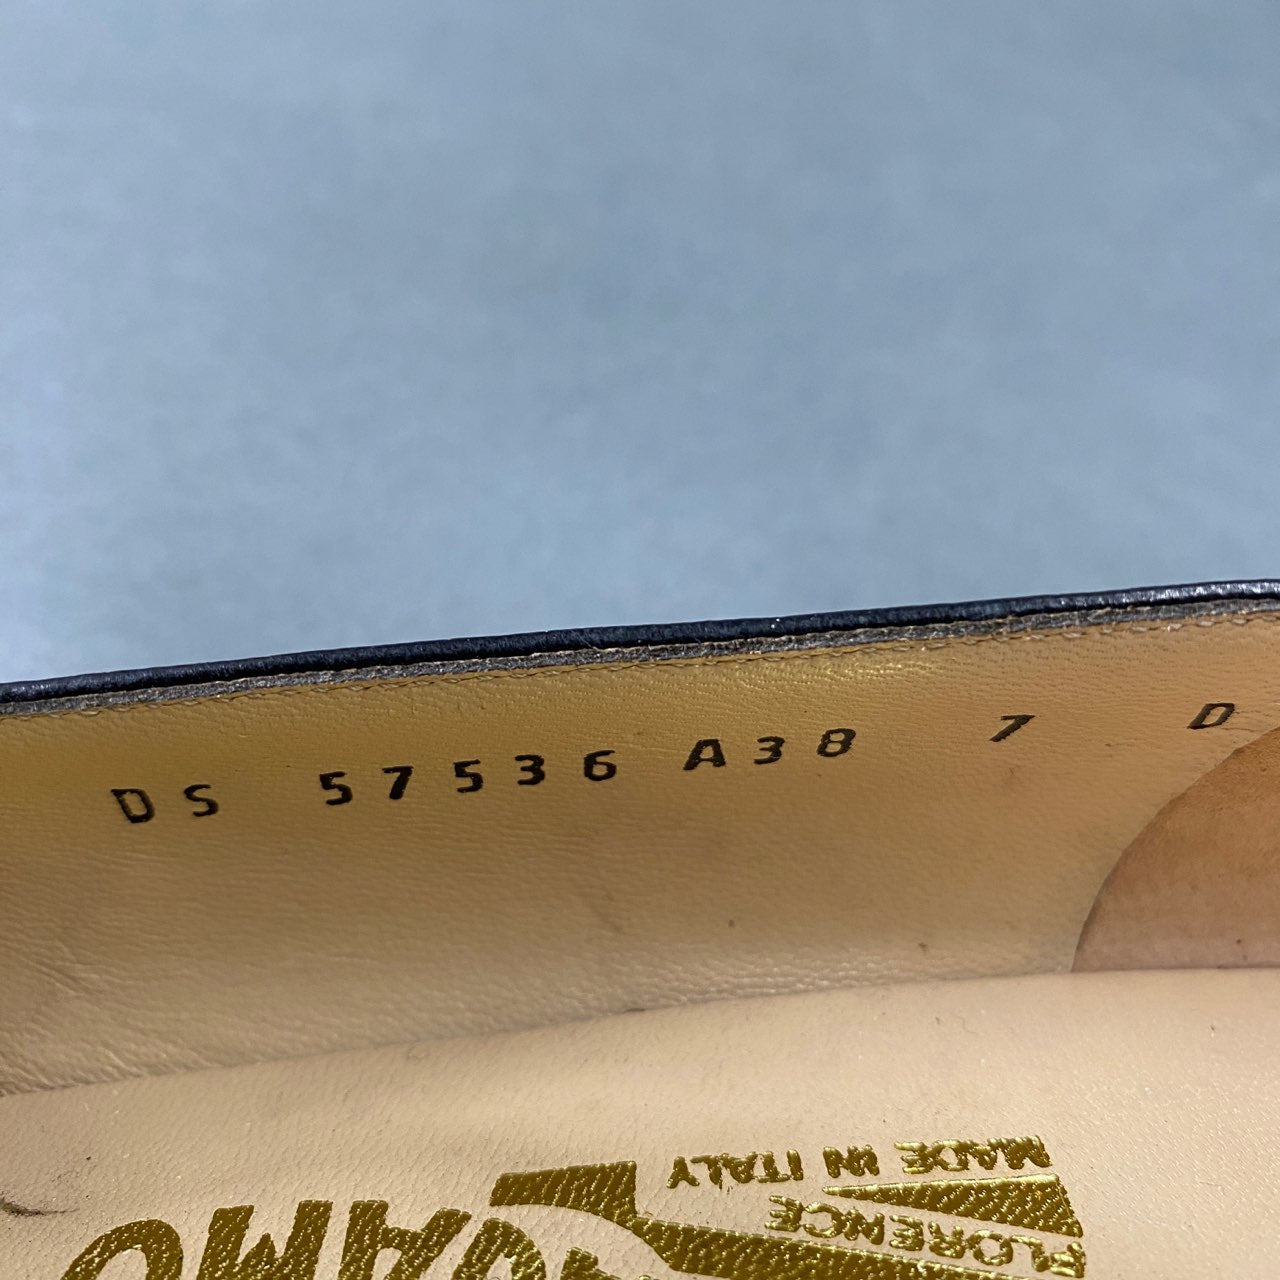 DS 57536 A38 7 D
MADE IN ITALY
FLORENCE